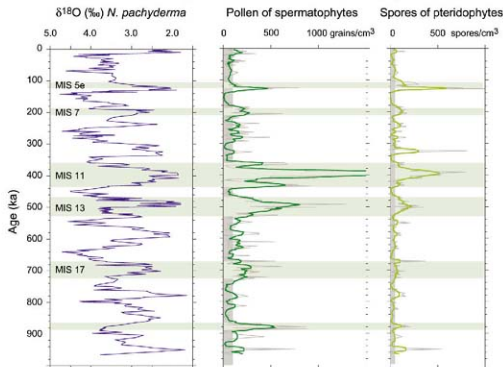 δ¹⁸O (‰) N. pachyderma
Pollen of spermatophytes
Spores of pteridophytes
5.0 4.0 3.0 2.0
0 500 1000 grains/cm³
0 500 spores/cm³
0
100
MIS 5e
MIS 7
200
300
MIS 11
400
MIS 13
500
600
MIS 17
700
800
900
Age (ka)